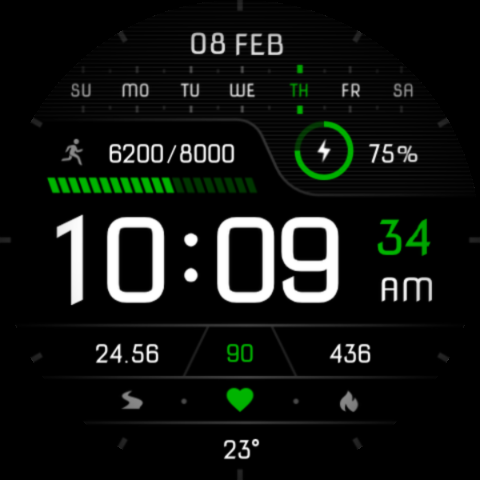 08 FEB
SU MO TU WE TH FR SA
6200/8000 75%
10:09 34
AM
24.56 90 436
23°